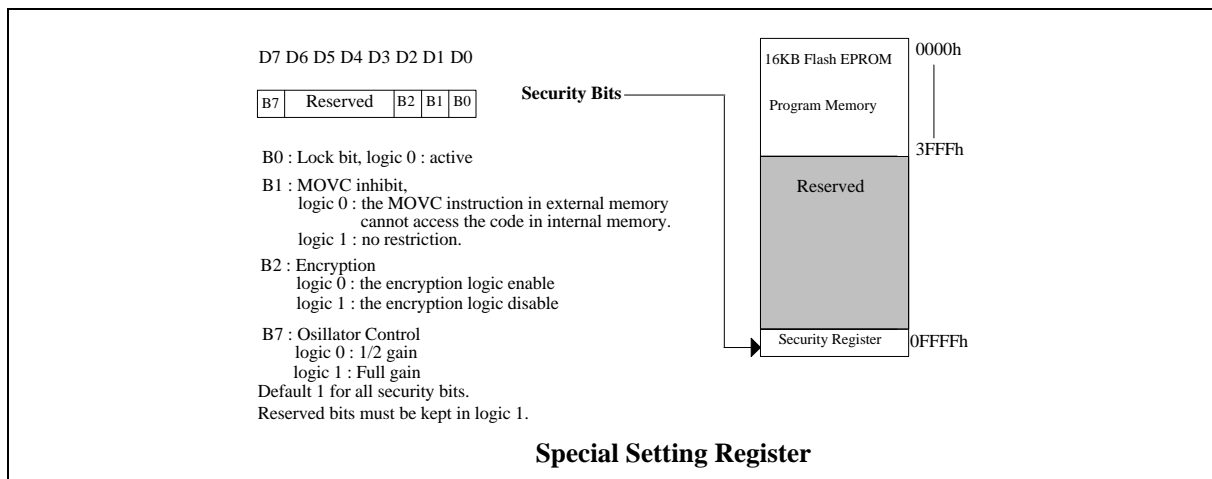 D7 D6 D5 D4 D3 D2 D1 D0
B7 Reserved B2 B1 B0
Security Bits
B0 : Lock bit, logic 0 : active
B1 : MOVC inhibit,
logic 0 : the MOVC instruction in external memory
cannot access the code in internal memory.
logic 1 : no restriction.
B2 : Encryption
logic 0 : the encryption logic enable
logic 1 : the encryption logic disable
B7 : Osillator Control
logic 0 : 1/2 gain
logic 1 : Full gain
Default 1 for all security bits.
Reserved bits must be kept in logic 1.
16KB Flash EPROM
Program Memory
0000h
3FFFh
Reserved
Security Register
0FFFFh
Special Setting Register